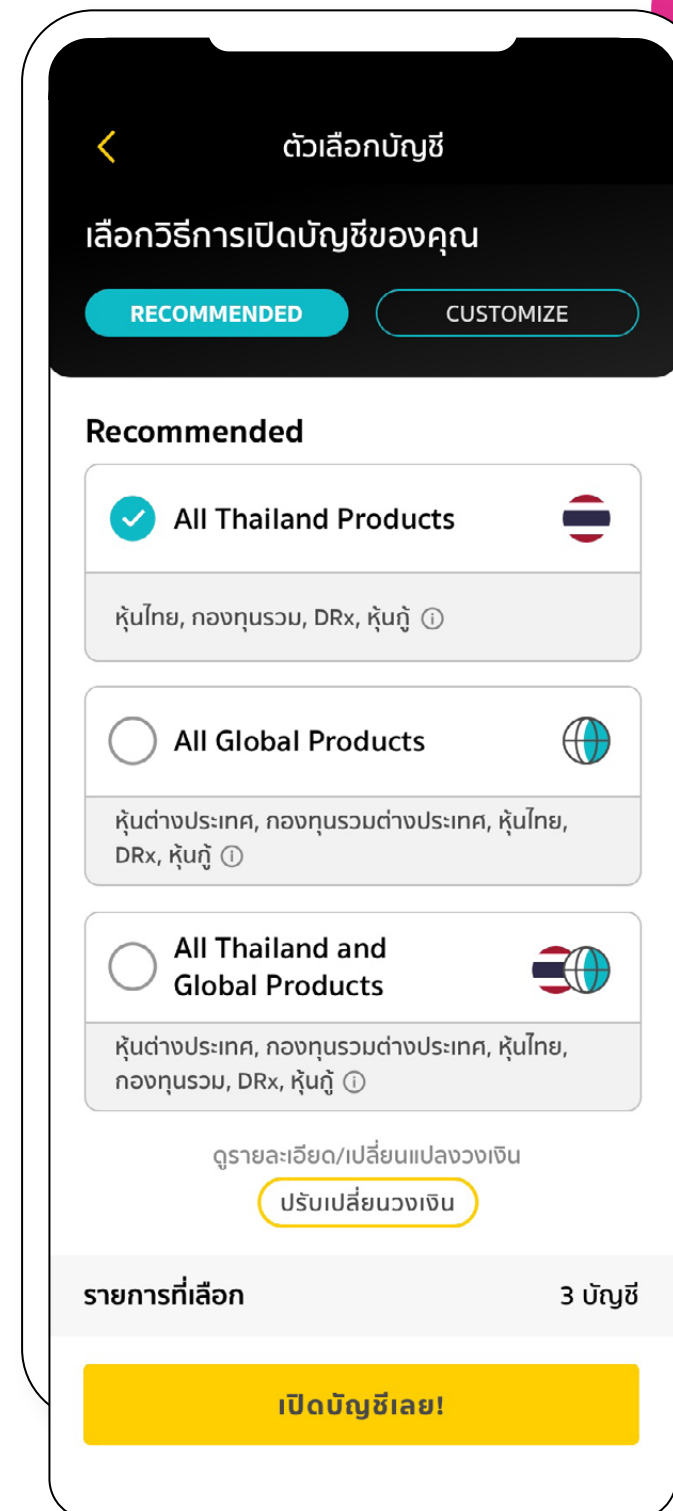 ตัวเลือกบัญชี
เลือกวิธีการเปิดบัญชีของคุณ
RECOMMENDED
CUSTOMIZE
Recommended
All Thailand Products
หุ้นไทย, กองทุนรวม, DRx, หุ้นกู้
All Global Products
หุ้นต่างประเทศ, กองทุนรวมต่างประเทศ, หุ้นไทย,
DRx, หุ้นกู้
All Thailand and
Global Products
หุ้นต่างประเทศ, กองทุนรวมต่างประเทศ, หุ้นไทย,
กองทุนรวม, DRx, หุ้นกู้
ดูรายละเอียด/เปลี่ยนแปลงวงเงิน
ปรับเปลี่ยนวงเงิน
รายการที่เลือก 3 บัญชี
เปิดบัญชีเลย!